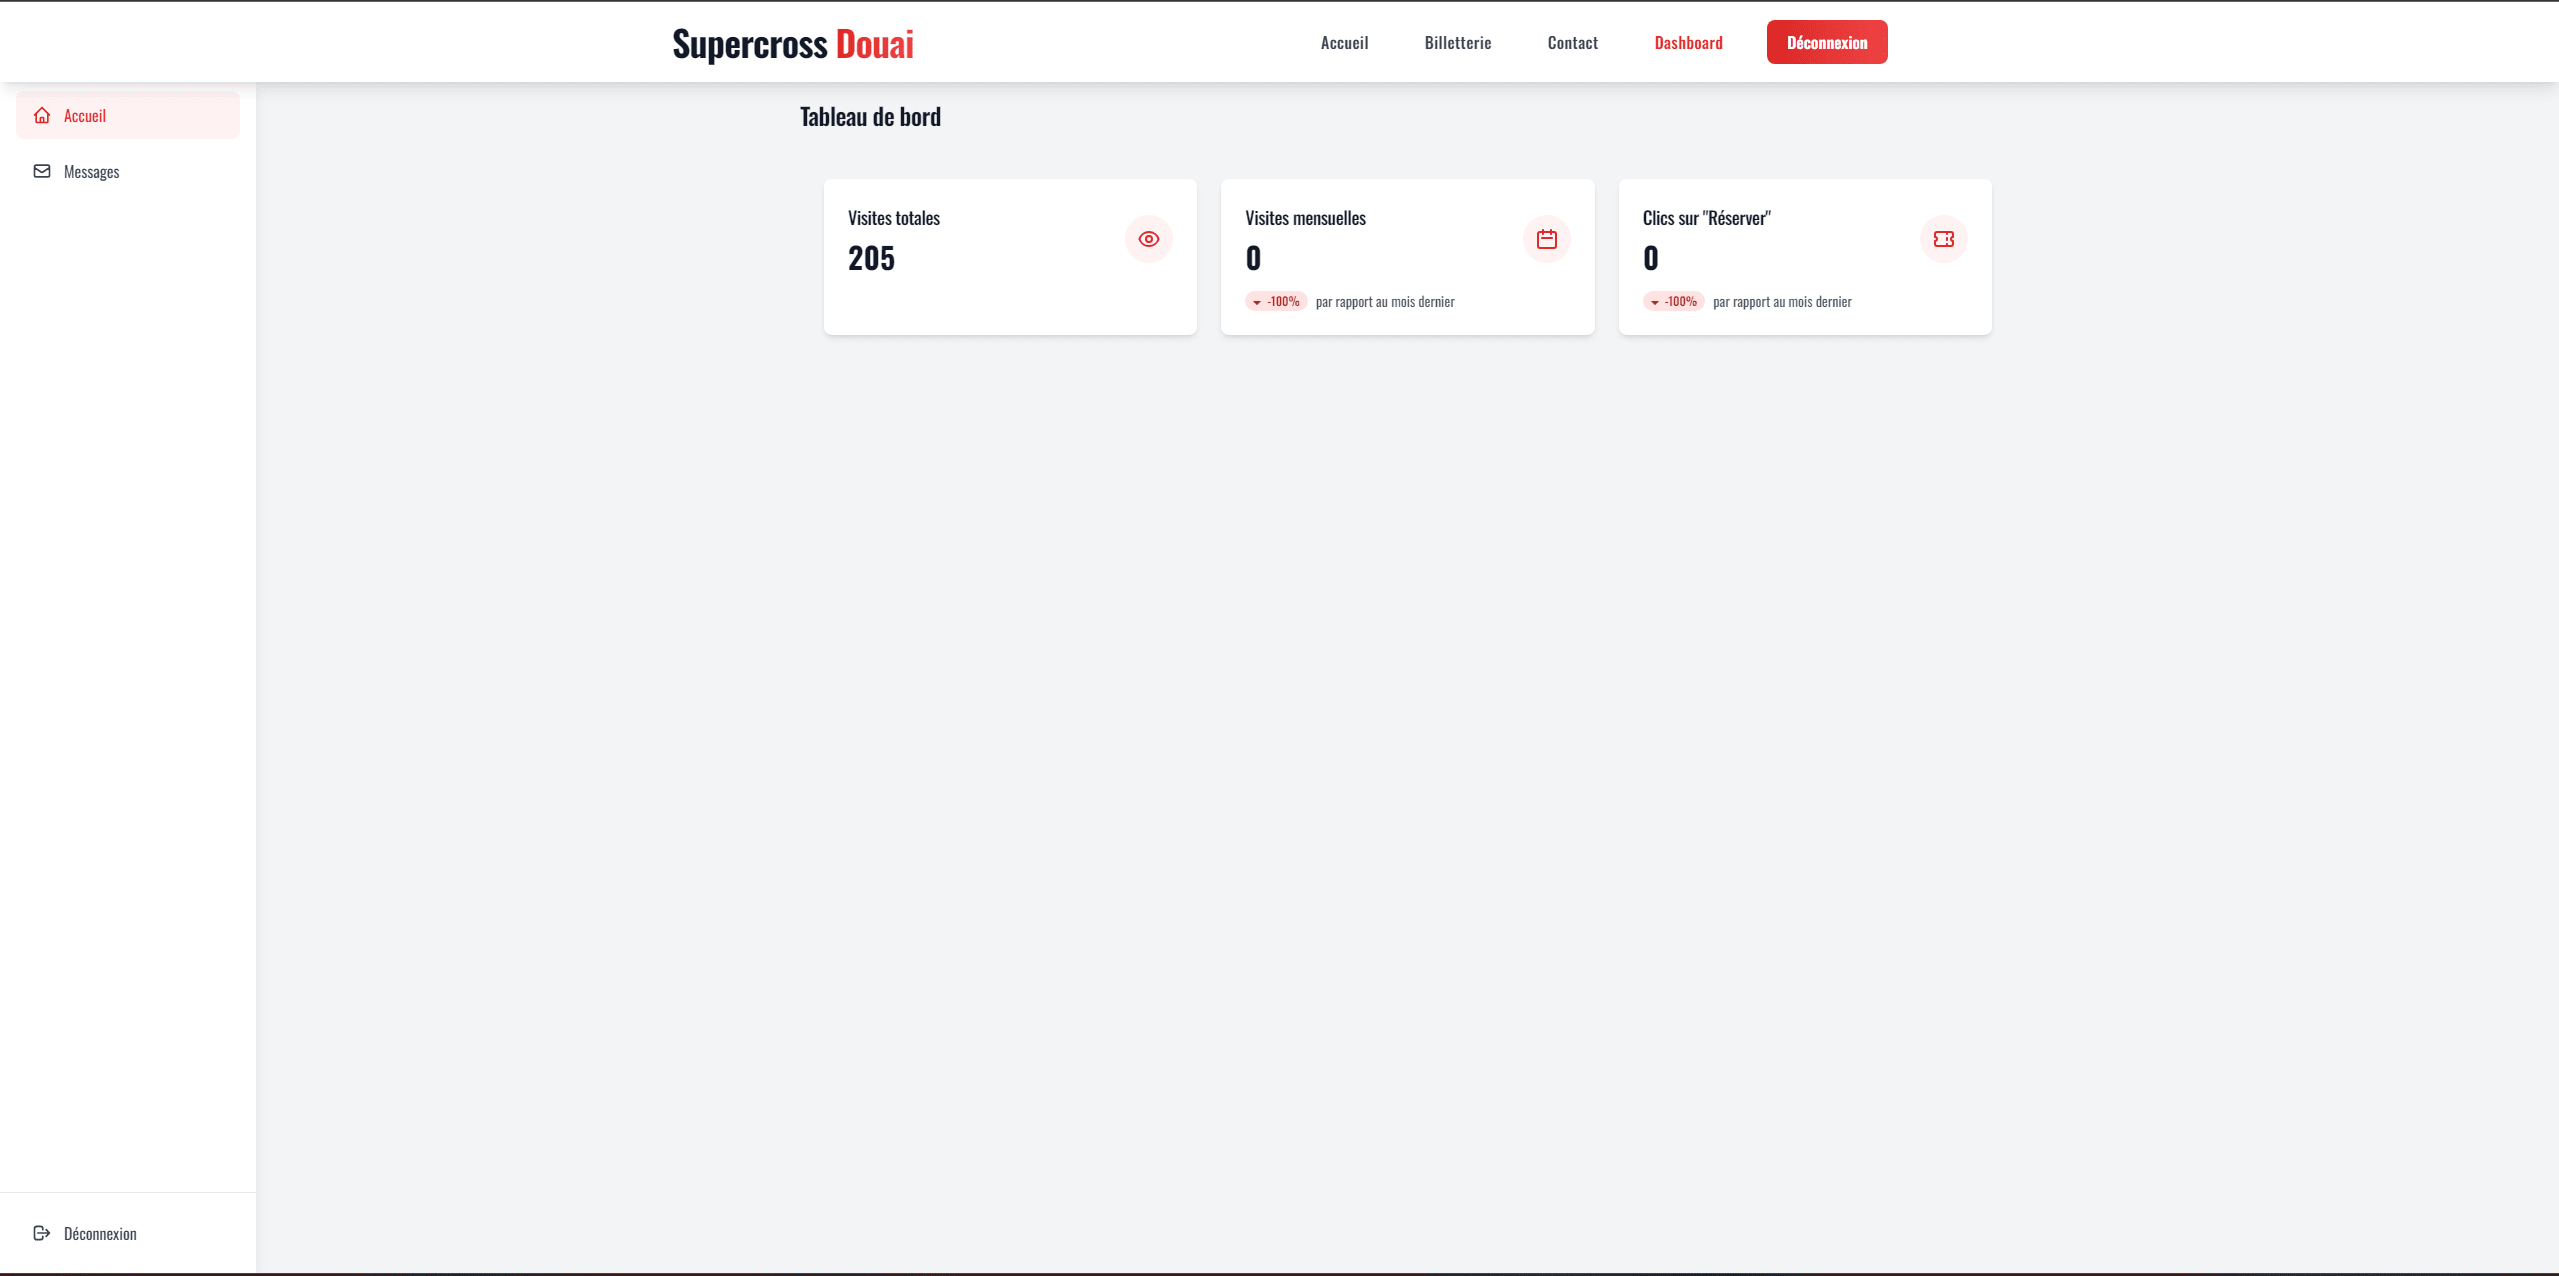 Supercross Douai
Accueil
Billetterie
Contact
Dashboard
Déconnexion
Accueil
Messages
Tableau de bord
Visites totales
205
Visites mensuelles
0
-100% par rapport au mois dernier
Clics sur "Réserver"
0
-100% par rapport au mois dernier
Déconnexion